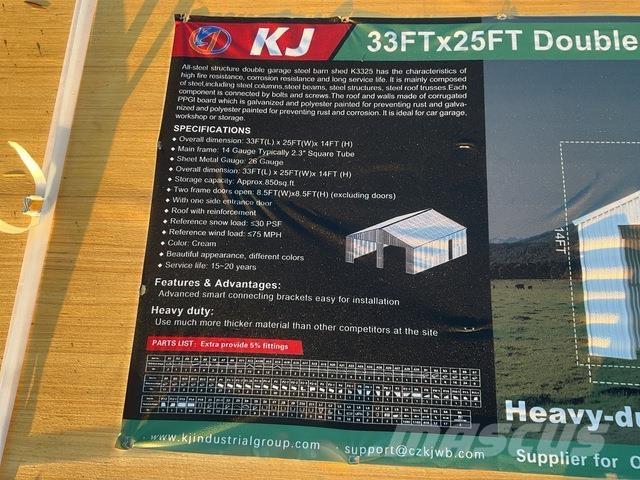 KJ 33FTx25FT Double
All-steel structure double garage steel barn shed K3325 has the characteristics of
high fire resistance, corrosion resistance and long service life. It is mainly composed
of steel,including steel columns,steel beams, steel structures, steel roof trusses.Each
component is connected by bolts and screws.The roof and walls made of corrugated
PPGI board which is galvanized and polyester painted for preventing rust and galva-
nized and polyester painted for preventing rust and corrosion. It is ideal for car garage,
workshop or storage.
SPECIFICATIONS
• Overall dimension: 33FT(L) x 25FT(W)x 14FT (H)
• Main frame: 14 Gauge Typically 2.3" Square Tube
• Sheet Metal Gauge: 26 Gauge
• Overall dimension: 33FT(L) x 25FT(W)x 14FT (H)
• Storage capacity: Approx.850sq.ft
• Two frame doors open: 8.5FT(W)x8.5FT(H) (excluding doors)
• With one side entrance door
• Roof with reinforcement
• Reference snow load: ≤30 PSF
• Reference wind load: ≤75 MPH
• Color: Cream
• Beautiful appearance, different colors
• Service life: 15~20 years
14FT
Features & Advantages:
Advanced smart connecting brackets easy for installation
Heavy duty:
Use much more thicker material than other competitors at the site
PARTS LIST: Extra provide 5% fittings
Heavy-du
www.kjindustrialgroup.com support@czkjwb.com
Supplier for O
mascus